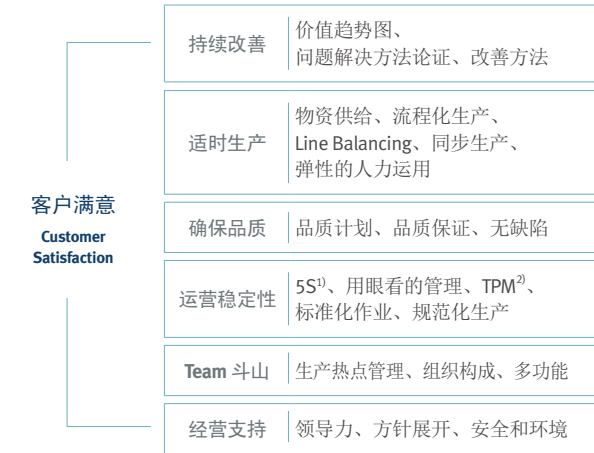 客户满意
Customer
Satisfaction
持续改善
价值趋势图、
问题解决方法论证、改善方法
适时生产
物资供给、流程化生产、
Line Balancing、同步生产、
弹性的人力运用
确保品质
品质计划、品质保证、无缺陷
运营稳定性
5S1)、用眼看的管理、TPM2)、
标准化作业、规范化生产
Team 斗山
生产热点管理、组织构成、多功能
经营支持
领导力、方针展开、安全和环境